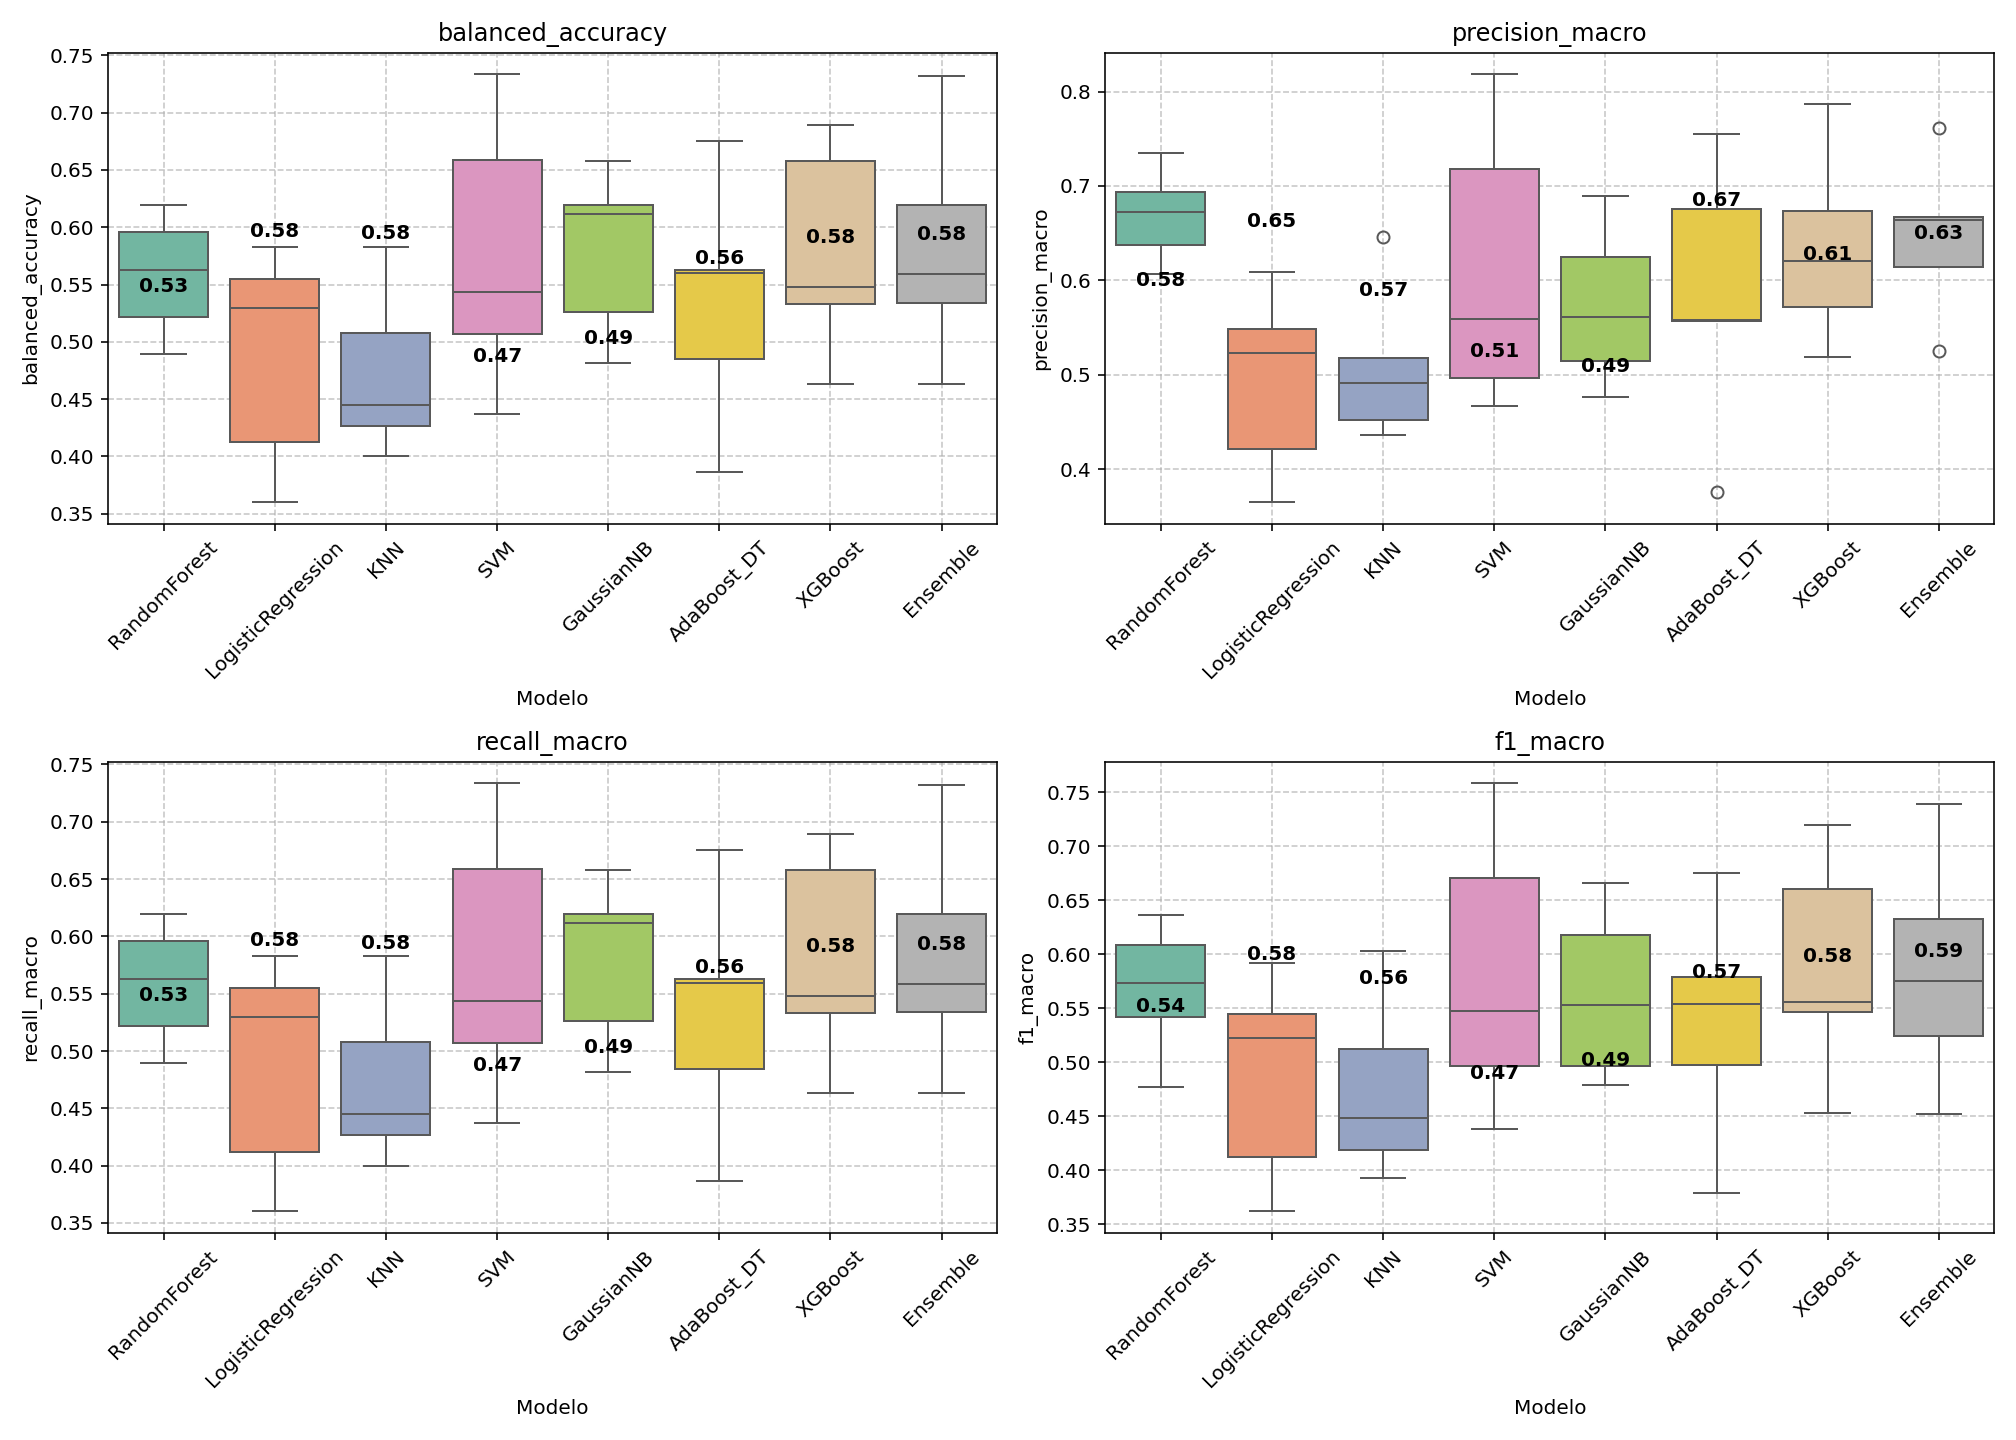 balanced_accuracy
balanced_accuracy
0.75
0.70
0.65
0.60
0.55
0.50
0.45
0.40
0.35
0.53
0.58
0.58
0.47
0.49
0.56
0.58
0.58
RandomForest
LogisticRegression
KNN
SVM
GaussianNB
AdaBoost_DT
XGBoost
Ensemble
Modelo
precision_macro
precision_macro
0.8
0.7
0.6
0.5
0.4
0.58
0.65
0.57
0.51
0.49
0.67
0.61
0.63
RandomForest
LogisticRegression
KNN
SVM
GaussianNB
AdaBoost_DT
XGBoost
Ensemble
Modelo
recall_macro
recall_macro
0.75
0.70
0.65
0.60
0.55
0.50
0.45
0.40
0.35
0.53
0.58
0.58
0.47
0.49
0.56
0.58
0.58
RandomForest
LogisticRegression
KNN
SVM
GaussianNB
AdaBoost_DT
XGBoost
Ensemble
Modelo
f1_macro
f1_macro
0.75
0.70
0.65
0.60
0.55
0.50
0.45
0.40
0.35
0.54
0.58
0.56
0.47
0.49
0.57
0.58
0.59
RandomForest
LogisticRegression
KNN
SVM
GaussianNB
AdaBoost_DT
XGBoost
Ensemble
Modelo